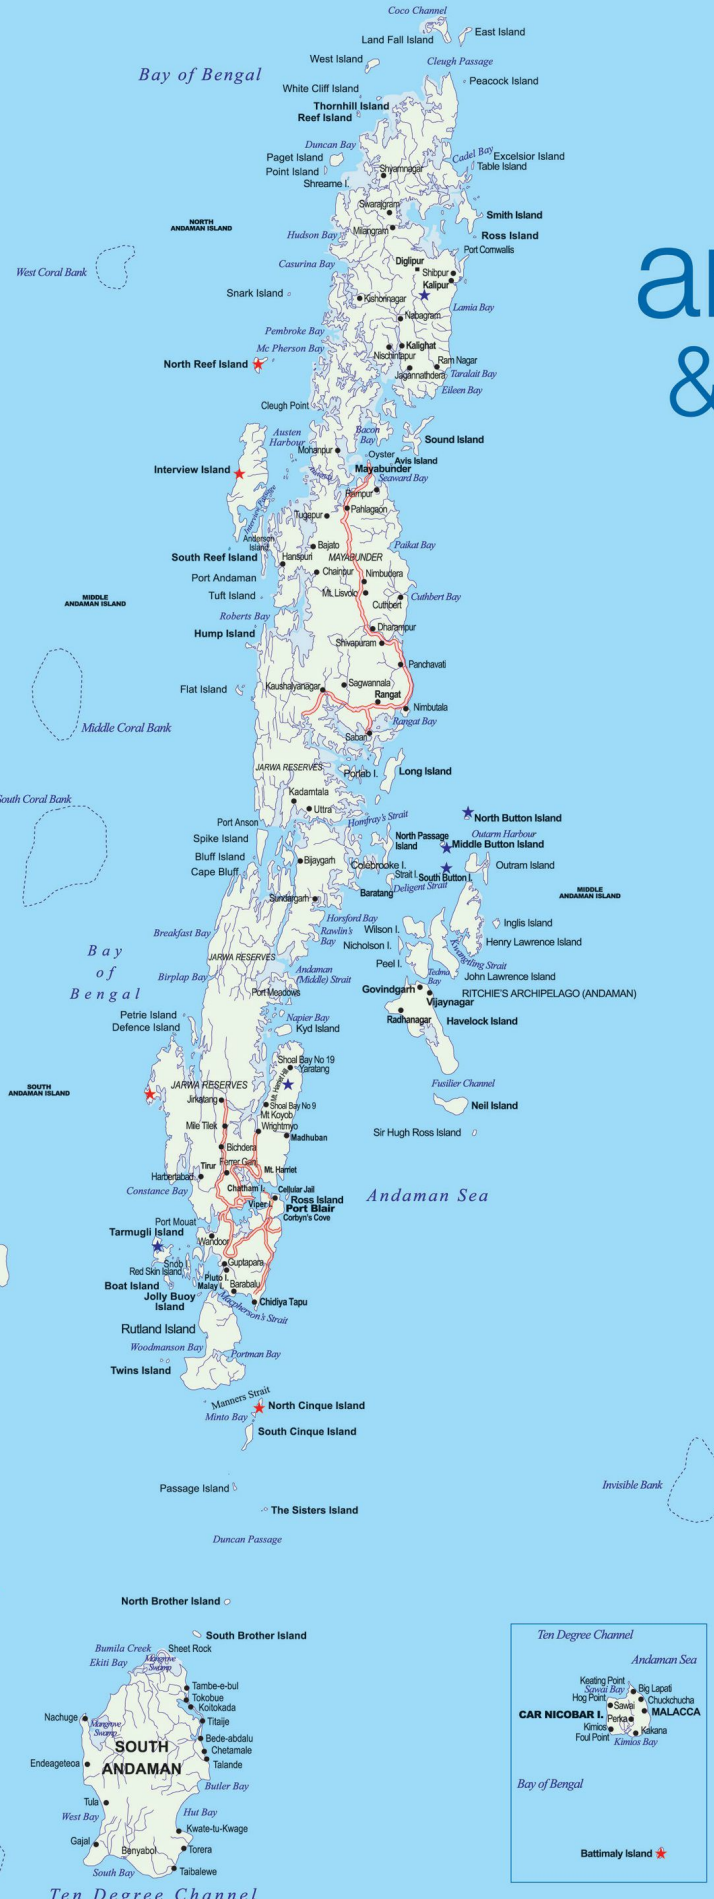 Coco Channel
Land Fall Island
East Island
West Island
Cleugh Passage
Bay of Bengal
Peacock Island
White Cliff Island
Thornhill Island
Reef Island
Duncan Bay
Cadel Bay
Excelsior Island
Paget Island
Table Island
Point Island
Shyamnagar
Shreame I.
Swarajgram
Smith Island
NORTH
ANDAMAN ISLAND
Milangram
Hudson Bay
Ross Island
Port Cornwallis
Casurina Bay
Diglipur
West Coral Bank
Shibpur
Kalipur
Snark Island
Kishorinagar
Lamia Bay
Nabagram
Pembroke Bay
Mc Pherson Bay
Kalighat
Nischintapur
North Reef Island
Ram Nagar
Jagannathdera
Taralait Bay
Eileen Bay
Cleugh Point
Austen
Harbour
Bacon
Bay
Sound Island
Mohanpur
Oyster
Avis Island
Interview Island
Mayabunder
Seaward Bay
Rampur
Interview Passage
Pahlagaon
Tugapur
Anderson
Island
Bajato
Paikat Bay
South Reef Island
Hanspuri
MAYABUNDER
Port Andaman
Chainpur
Nimbudera
Tuft Island
Mt. Lisvolo
Cuthbert
Cuthbert Bay
MIDDLE
ANDAMAN ISLAND
Roberts Bay
Dharampur
Hump Island
Shivapuram
Panchavati
Flat Island
Kaushalyanagar
Sagwannala
Rangat
Nimbutala
Middle Coral Bank
Rangat Bay
Sabari
JARWA RESERVES
Porlab I.
Long Island
Kadamtala
South Coral Bank
Uttra
Port Anson
Homfray's Strait
North Button Island
Spike Island
North Passage
Island
Outarm Harbour
Middle Button Island
Bluff Island
Bijaygarh
Colebrooke I.
Outram Island
Cape Bluff
Strait I.
South Button I.
Deligent Strait
Baratang
MIDDLE
ANDAMAN ISLAND
Sundargarh
Horsford Bay
Inglis Island
Breakfast Bay
Rawlin's
Bay
Wilson I.
Henry Lawrence Island
Nicholson I.
Kwangtung Strait
Bay
of
Bengal
JARWA RESERVES
Peel I.
Andaman
(Middle) Strait
Tedma
Bay
John Lawrence Island
Birplap Bay
Govindgarh
RITCHIE'S ARCHIPELAGO (ANDAMAN)
Port Meadows
Vijaynagar
Petrie Island
Napier Bay
Radhanagar
Havelock Island
Defence Island
Kyd Island
Shoal Bay No 19
Yaratang
Mt. Harriet Hill
Fusilier Channel
JARWA RESERVES
SOUTH
ANDAMAN ISLAND
Jirkatang
Shoal Bay No 9
Neil Island
Mt Koyob
Mile Tilek
Wrightmyo
Sir Hugh Ross Island
Madhuban
Bichdera
Ferrer Ganj
Tirur
Mt. Harriet
Harbertabad
Constance Bay
Chatham I.
Cellular Jail
Andaman Sea
Viper I.
Ross Island
Port Blair
Corbyn's Cove
Port Mouat
Tarmugli Island
Wandoor
Snob I.
Guptapara
Red Skin Island
Pluto I.
Boat Island
Malay I.
Barabalu
Jolly Buoy
Island
Chidiya Tapu
Macpherson's Strait
Rutland Island
Woodmanson Bay
Portman Bay
Twins Island
Manners Strait
North Cinque Island
Minto Bay
South Cinque Island
Invisible Bank
Passage Island
The Sisters Island
Duncan Passage
North Brother Island
South Brother Island
Bumila Creek
Sheet Rock
Ekiti Bay
Mangrove
Swamp
Tambe-e-bul
Tokobue
Koitokada
Nachuge
Titaije
Mangrove
Swamp
Bede-abdalu
SOUTH
ANDAMAN
Chetamale
Endeageteoa
Talande
Butler Bay
Tula
West Bay
Hut Bay
Kwate-tu-Kwage
Gajal
Banyabol
Torera
South Bay
Taibalewe
Ten Degree Channel
Ten Degree Channel
Andaman Sea
Keating Point
Sawai Bay
Big Lapati
Hog Point
Chuckchucha
Sawai
CAR NICOBAR I.
MALACCA
Perka
Kimios
Kakana
Foul Point
Kimios Bay
Bay of Bengal
Battimaly Island
&